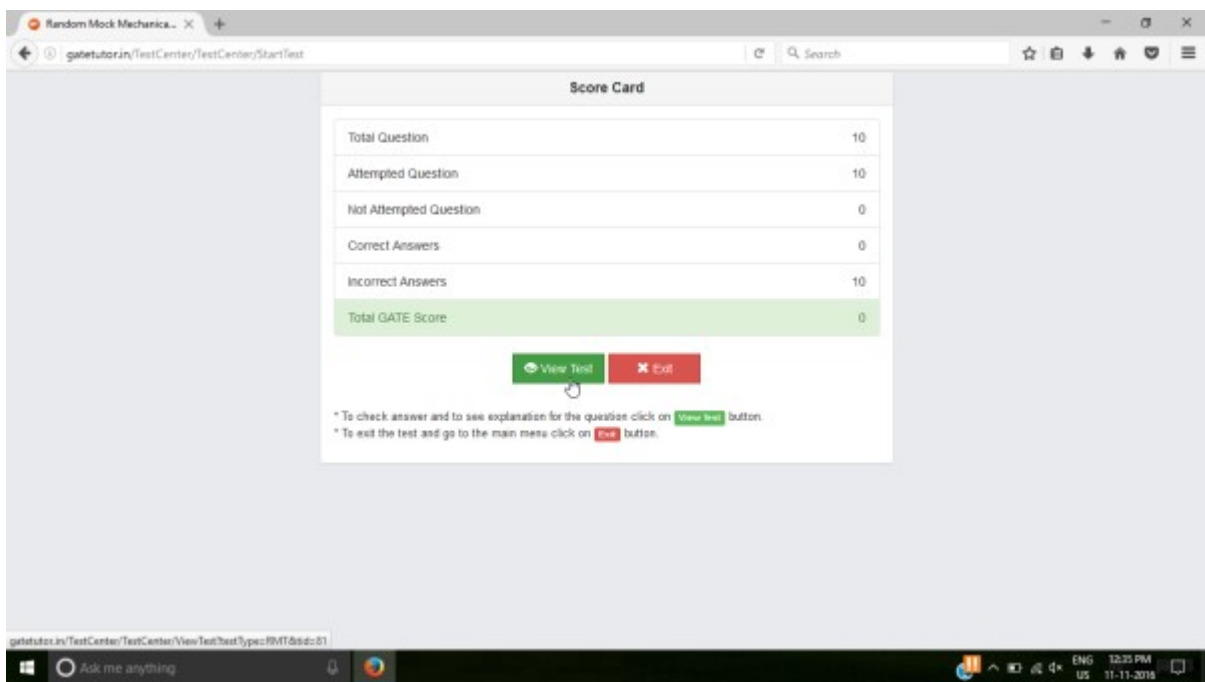 Random Mock Mechanica...
gatetutor.in/TestCenter/TestCenter/StartTest
Search
Score Card
Total Question 10
Attempted Question 10
Not Attempted Question 0
Correct Answers 0
Incorrect Answers 10
Total GATE Score 0
View Test
Exit
* To check answer and to see explanation for the question click on View Test button.
* To exit the test and go to the main menu click on Exit button.
gatetutor.in/TestCenter/TestCenter/ViewTest?testType=RMT&tid=81
Ask me anything
ENG
US
12:35 PM
11-11-2016